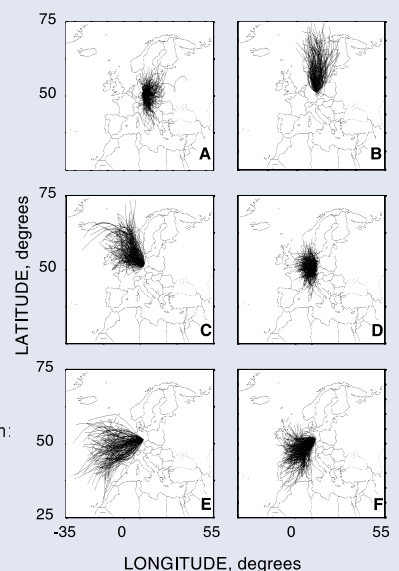 75
50
A
B
75
50
C
D
75
50
25
E
F
-35 0 55
0 55
LATITUDE, degrees
LONGITUDE, degrees